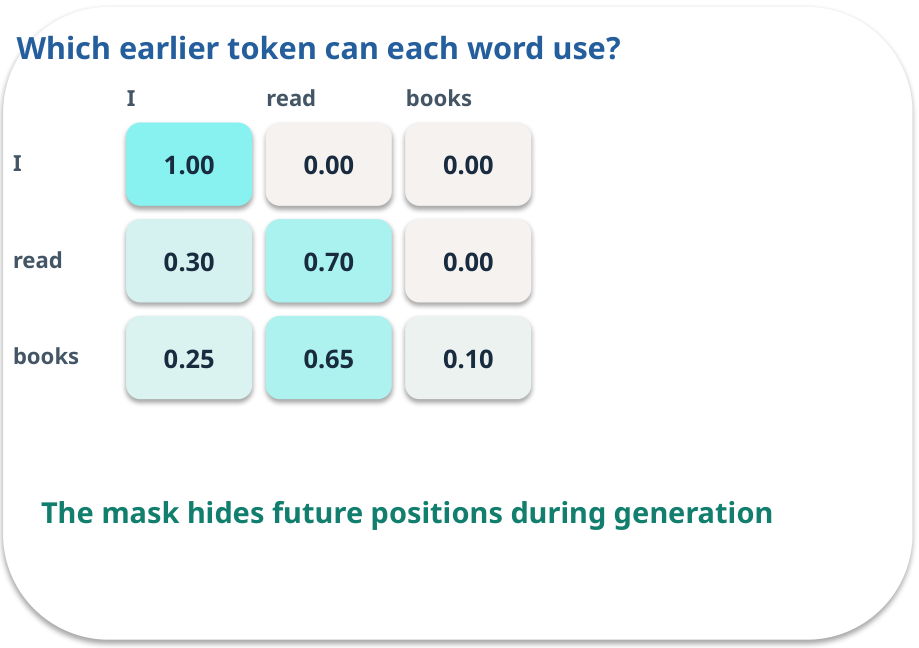 Which earlier token can each word use?
I read books
I 1.00 0.00 0.00
read 0.30 0.70 0.00
books 0.25 0.65 0.10
The mask hides future positions during generation